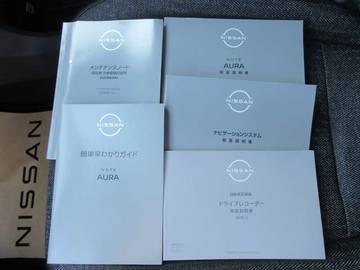 NISSAN
メンテナンスノート
NISSAN
NOTE
AURA
取扱説明書
NISSAN
ナビゲーションシステム
取扱説明書
NISSAN
簡単早わかりガイド
NOTE
AURA
NISSAN
ドライブレコーダー
取扱説明書
NISSAN